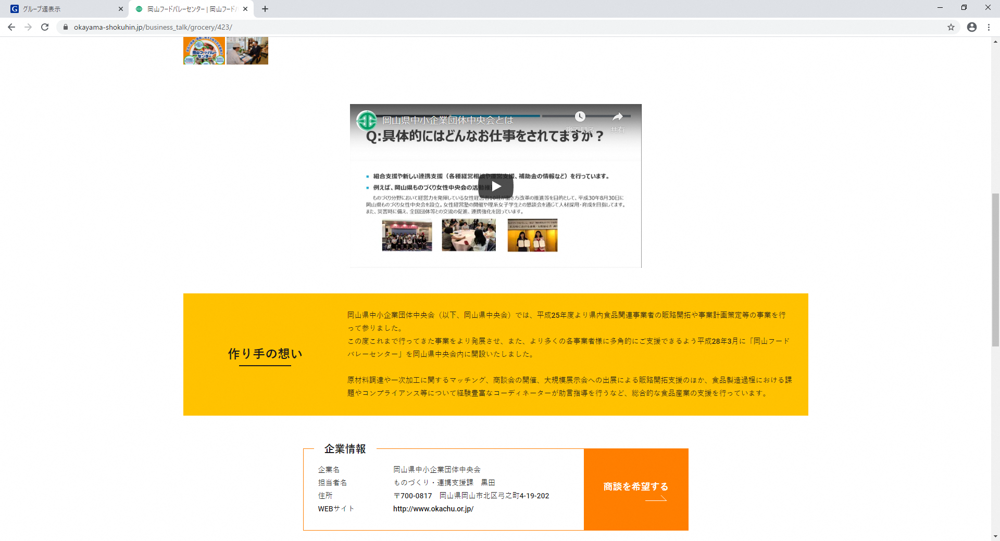 グループ週表示
岡山フードバレーセンター | 岡山フードバ
okayama-shokuhin.jp/business_talk/grocery/423/
岡山フードバレー
センター
岡山県中小企業団体中央会とは
後で見る
共有
Q:具体的にはどんなお仕事をされてますか？
組合支援や新しい連携支援（各種経営相談や運営支援、補助金の情報など）を行っています。
例えば、岡山県ものづくり女性中央会の活動推
ものづくり分野において経営力を発揮している女性経営者10社が働き方改革の推進等を目的として、平成30年8月30日に
岡山県ものづくり女性中央会を設立。女性経営塾の開催や理系女子学生との懇談会を通じて人材採用・育成を目指してます。
また、災害時に備え、全国団体等との交流の促進、連携強化を図っています。
作り手の想い
岡山県中小企業団体中央会（以下、岡山県中央会）では、平成25年度より県内食品関連事業者の販路開拓や事業計画策定等の事業を行
って参りました。
この度これまで行ってきた事業をより発展させ、また、より多くの各事業者様に多角的にご支援できるよう平成28年3月に「岡山フード
バレーセンター」を岡山県中央会内に開設いたしました。
原材料調達や一次加工に関するマッチング、商談会の開催、大規模展示会への出展による販路開拓支援のほか、食品製造過程における課
題やコンプライアンス等について経験豊富なコーディネーターが助言指導を行うなど、総合的な食品産業の支援を行っています。
企業情報
企業名 岡山県中小企業団体中央会
担当者名 ものづくり・連携支援課　黒田
住所 〒700-0817　岡山県岡山市北区弓之町4-19-202
WEBサイト http://www.okachu.or.jp/
商談を希望する